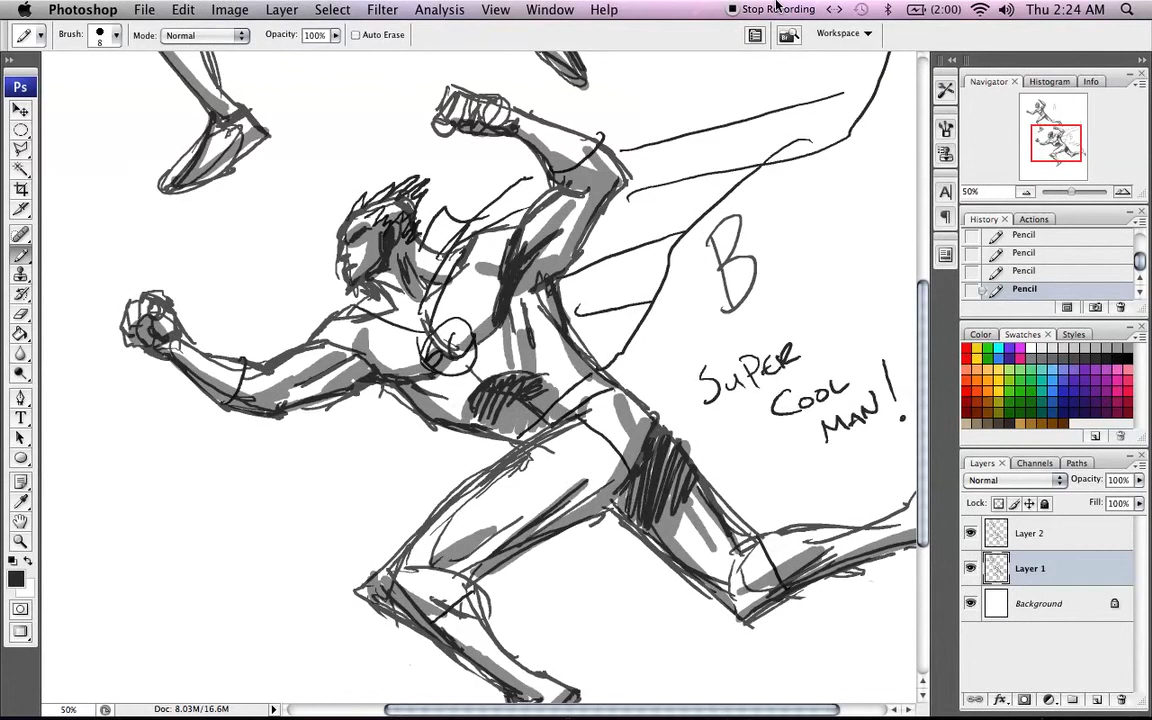 Photoshop File Edit Image Layer Select Filter Analysis View Window Help Stop Recording (2:00) Thu 2:24 AM
Brush: 8 Mode: Normal Opacity: 100% Auto Erase Workspace
Ps
Navigator Histogram Info
50%
History Actions
Pencil
Pencil
Pencil
Pencil
Color Swatches Styles
Layers Channels Paths
Normal Opacity: 100%
Lock: Fill: 100%
Layer 2
Layer 1
Background
B
SUPER
COOL
MAN!
50% Doc: 8.03M/16.6M